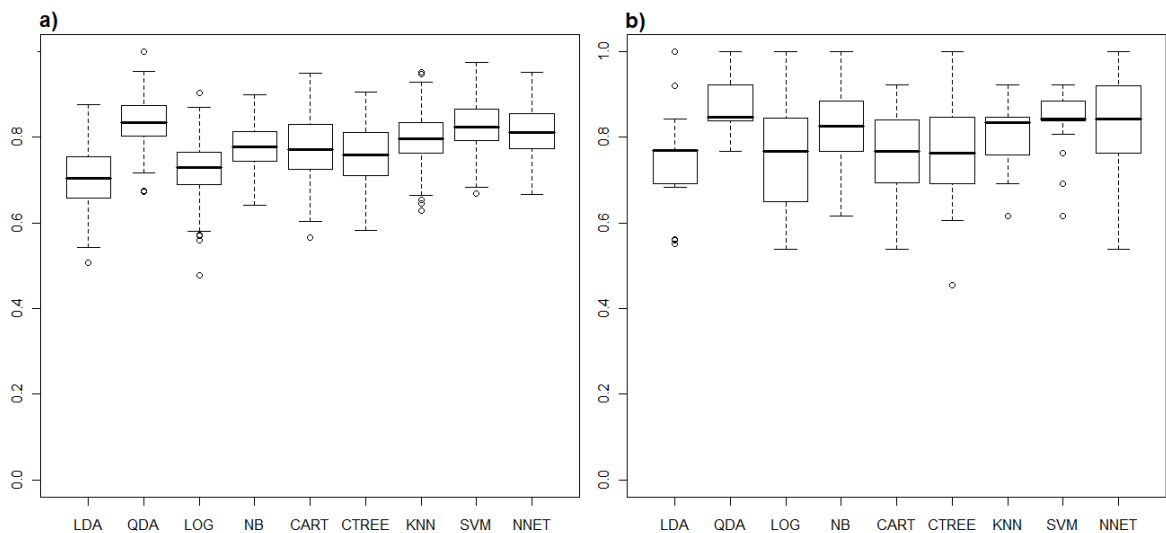 a)
0.8
0.6
0.4
0.2
0.0
LDA QDA LOG NB CART CTREE KNN SVM NNET
b)
1.0
0.8
0.6
0.4
0.2
0.0
LDA QDA LOG NB CART CTREE KNN SVM NNET